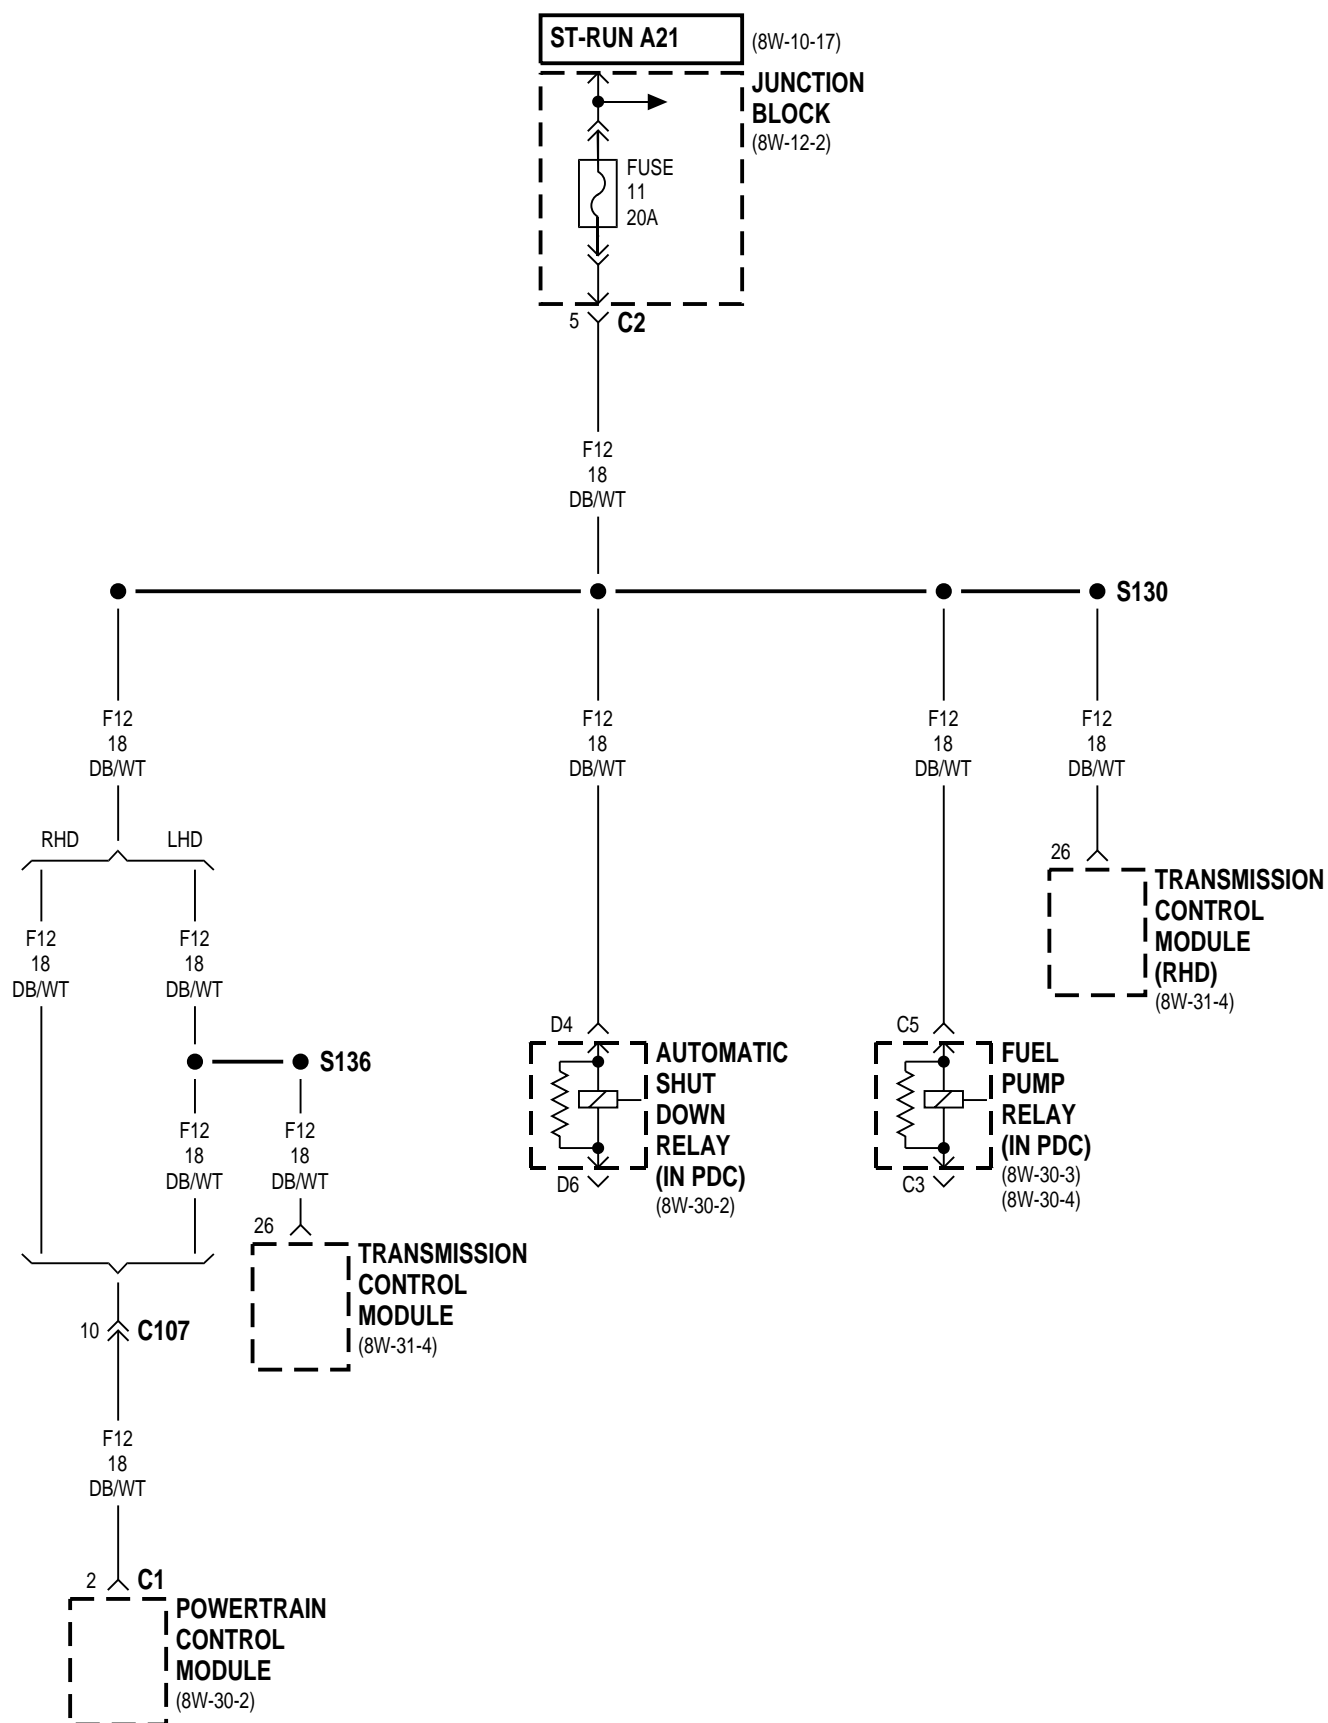 ST-RUN A21
(8W-10-17)
JUNCTION
BLOCK
(8W-12-2)
FUSE
11
20A
5
C2
F12
18
DB/WT
S130
F12
18
DB/WT
F12
18
DB/WT
F12
18
DB/WT
F12
18
DB/WT
RHD
LHD
F12
18
DB/WT
F12
18
DB/WT
26
TRANSMISSION
CONTROL
MODULE
(RHD)
(8W-31-4)
S136
F12
18
DB/WT
F12
18
DB/WT
D4
AUTOMATIC
SHUT
DOWN
RELAY
(IN PDC)
(8W-30-2)
D6
C5
FUEL
PUMP
RELAY
(IN PDC)
(8W-30-3)
(8W-30-4)
C3
26
TRANSMISSION
CONTROL
MODULE
(8W-31-4)
10
C107
F12
18
DB/WT
2
C1
POWERTRAIN
CONTROL
MODULE
(8W-30-2)